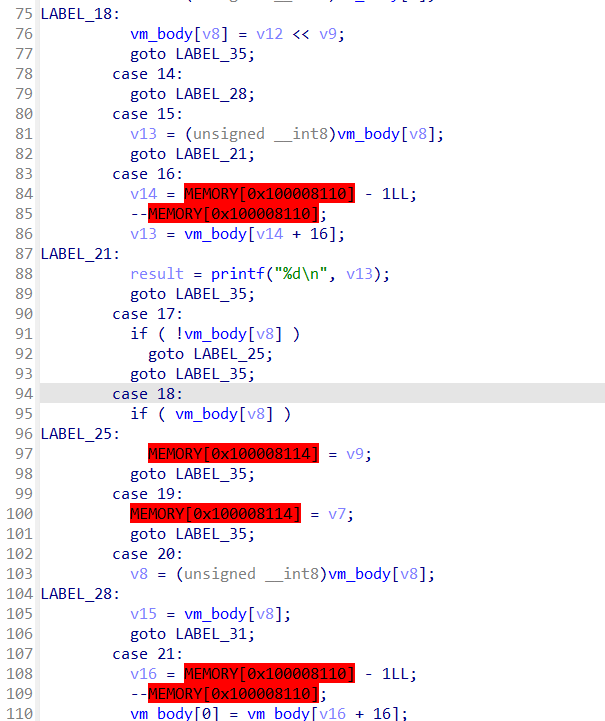 75 LABEL_18:
76 vm_body[v8] = v12 << v9;
77 goto LABEL_35;
78 case 14:
79 goto LABEL_28;
80 case 15:
81 v13 = (unsigned __int8)vm_body[v8];
82 goto LABEL_21;
83 case 16:
84 v14 = MEMORY[0x100008110] - 1LL;
85 --MEMORY[0x100008110];
86 v13 = vm_body[v14 + 16];
87 LABEL_21:
88 result = printf("%d\n", v13);
89 goto LABEL_35;
90 case 17:
91 if ( !vm_body[v8] )
92 goto LABEL_25;
93 goto LABEL_35;
94 case 18:
95 if ( vm_body[v8] )
96 LABEL_25:
97 MEMORY[0x100008114] = v9;
98 goto LABEL_35;
99 case 19:
100 MEMORY[0x100008114] = v7;
101 goto LABEL_35;
102 case 20:
103 v8 = (unsigned __int8)vm_body[v8];
104 LABEL_28:
105 v15 = vm_body[v8];
106 goto LABEL_31;
107 case 21:
108 v16 = MEMORY[0x100008110] - 1LL;
109 --MEMORY[0x100008110];
110 vm_body[0] = vm_body[v16 + 16];